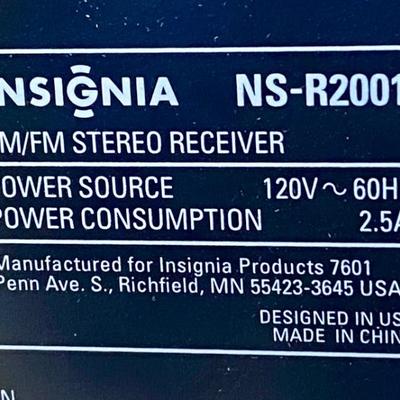 NSIGNIA NS-R2001
M/FM STEREO RECEIVER
OWER SOURCE 120V ~ 60H
OWER CONSUMPTION 2.5A
Manufactured for Insignia Products 7601
Penn Ave. S., Richfield, MN 55423-3645 USA
DESIGNED IN US
MADE IN CHIN
N